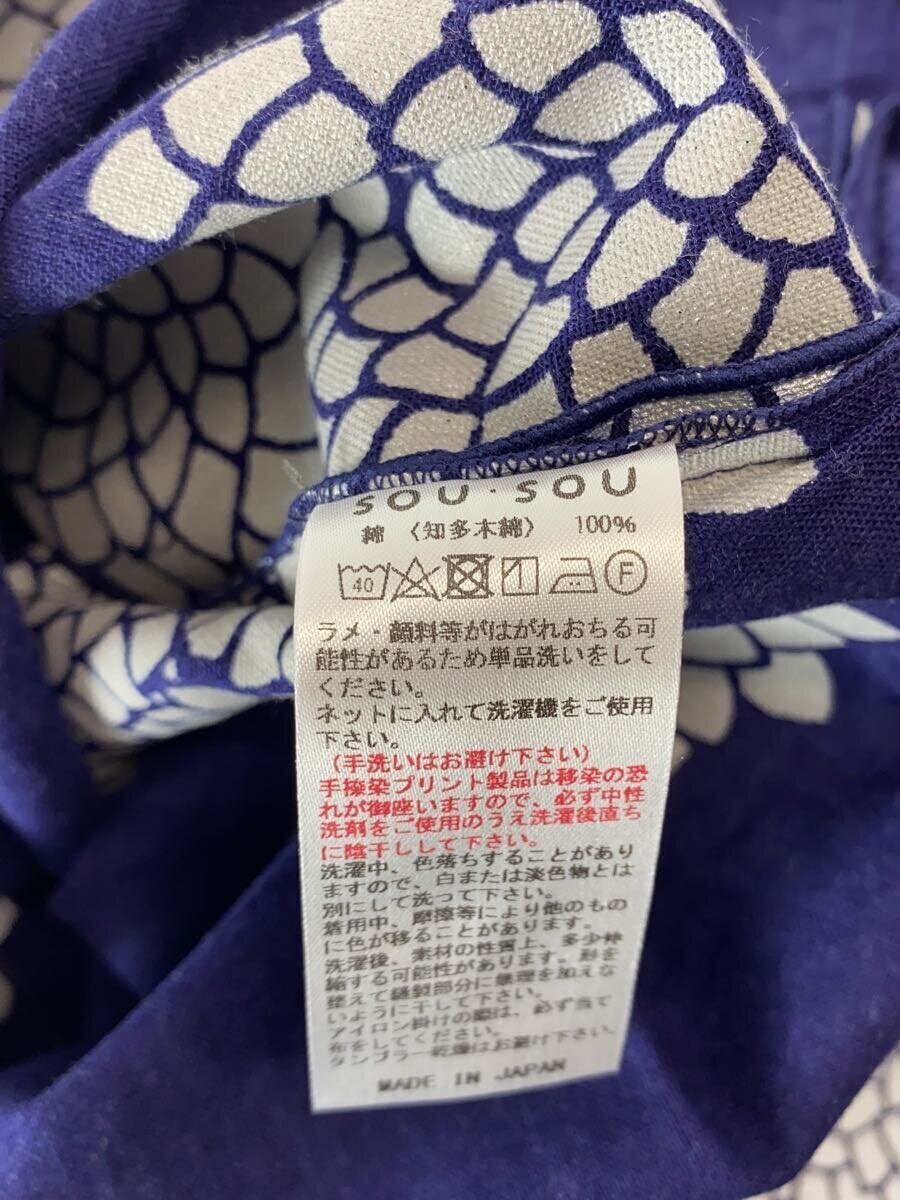 SOU・SOU
綿 〈知多木綿〉 100%
40 F
ラメ・顔料等がはがれおちる可
能性があるため単品洗いをして
ください。
ネットに入れて洗濯機をご使用
下さい。
(手洗いはお避け下さい)
手捺染プリント製品は移染の恐
れが御座いますので、必ず中性
洗剤をご使用のうえ洗濯後直ち
に陰干しして下さい。
洗濯中、色落ちすることがあり
ますので、白または淡色物とは
別にして洗って下さい。
着用中、摩擦等により他のもの
に色が移ることがあります。
洗濯後、素材の性質上、多少伸
縮する可能性があります。形を
整えて縫製部分に無理を加えな
いように干して下さい。
アイロン掛けの際は、必ず当て
布をしてください。
タンブラー乾燥はお避け下さい。
MADE IN JAPAN